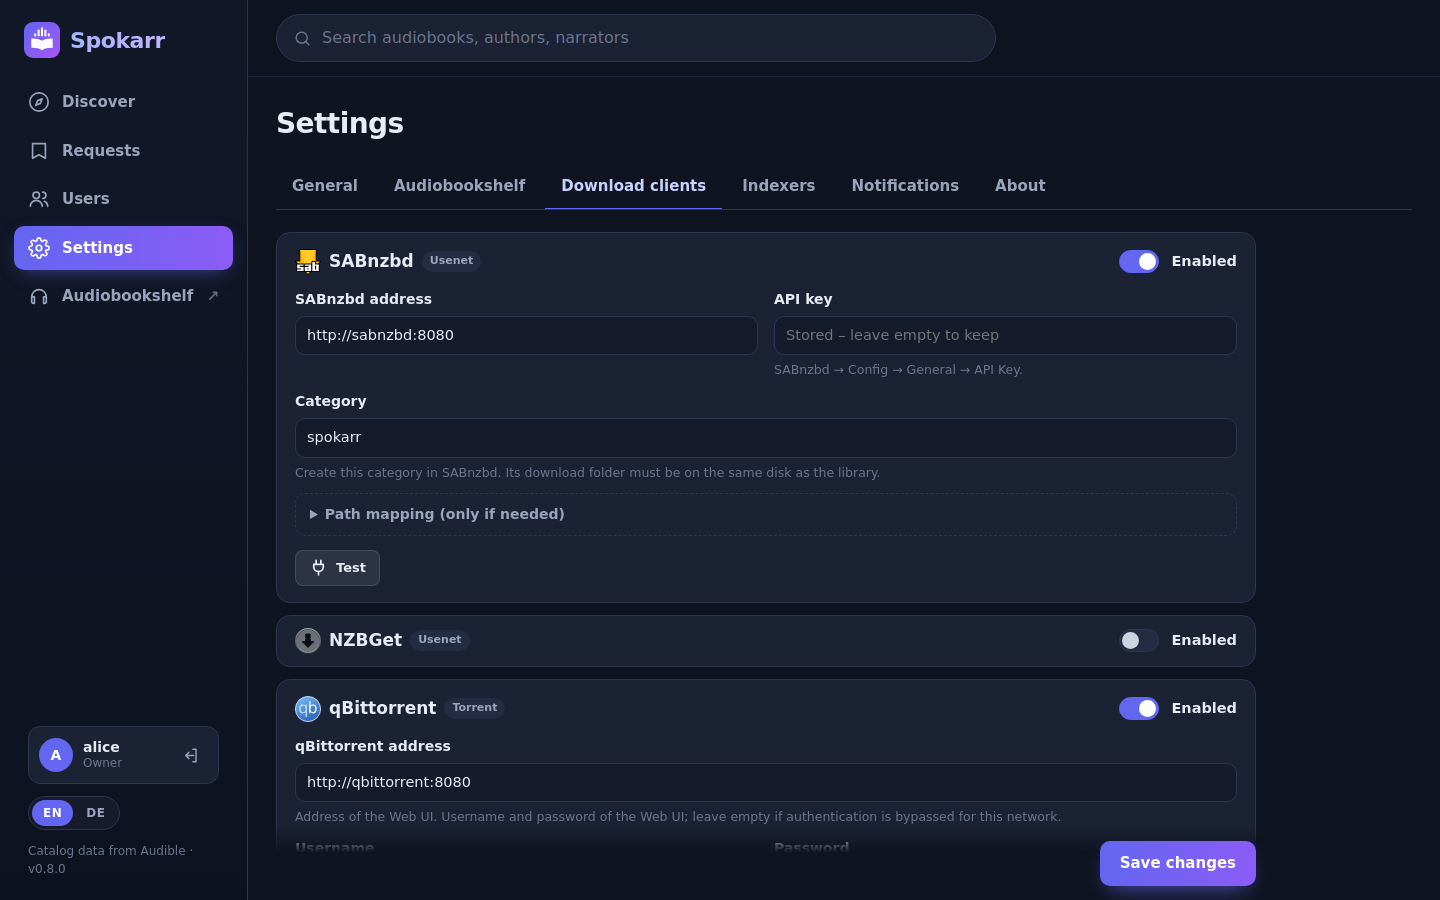 Spokarr
Search audiobooks, authors, narrators
Discover
Requests
Users
Settings
Audiobookshelf ↗
Settings
General
Audiobookshelf
Download clients
Indexers
Notifications
About
sab
SABnzbd
Usenet
Enabled
SABnzbd address
API key
http://sabnzbd:8080
Stored – leave empty to keep
SABnzbd → Config → General → API Key.
Category
spokarr
Create this category in SABnzbd. Its download folder must be on the same disk as the library.
Path mapping (only if needed)
Test
NZBGet
Usenet
Enabled
qb
qBittorrent
Torrent
Enabled
qBittorrent address
http://qbittorrent:8080
Address of the Web UI. Username and password of the Web UI; leave empty if authentication is bypassed for this network.
Username
Password
Save changes
A
alice
Owner
EN
DE
Catalog data from Audible ·
v0.8.0